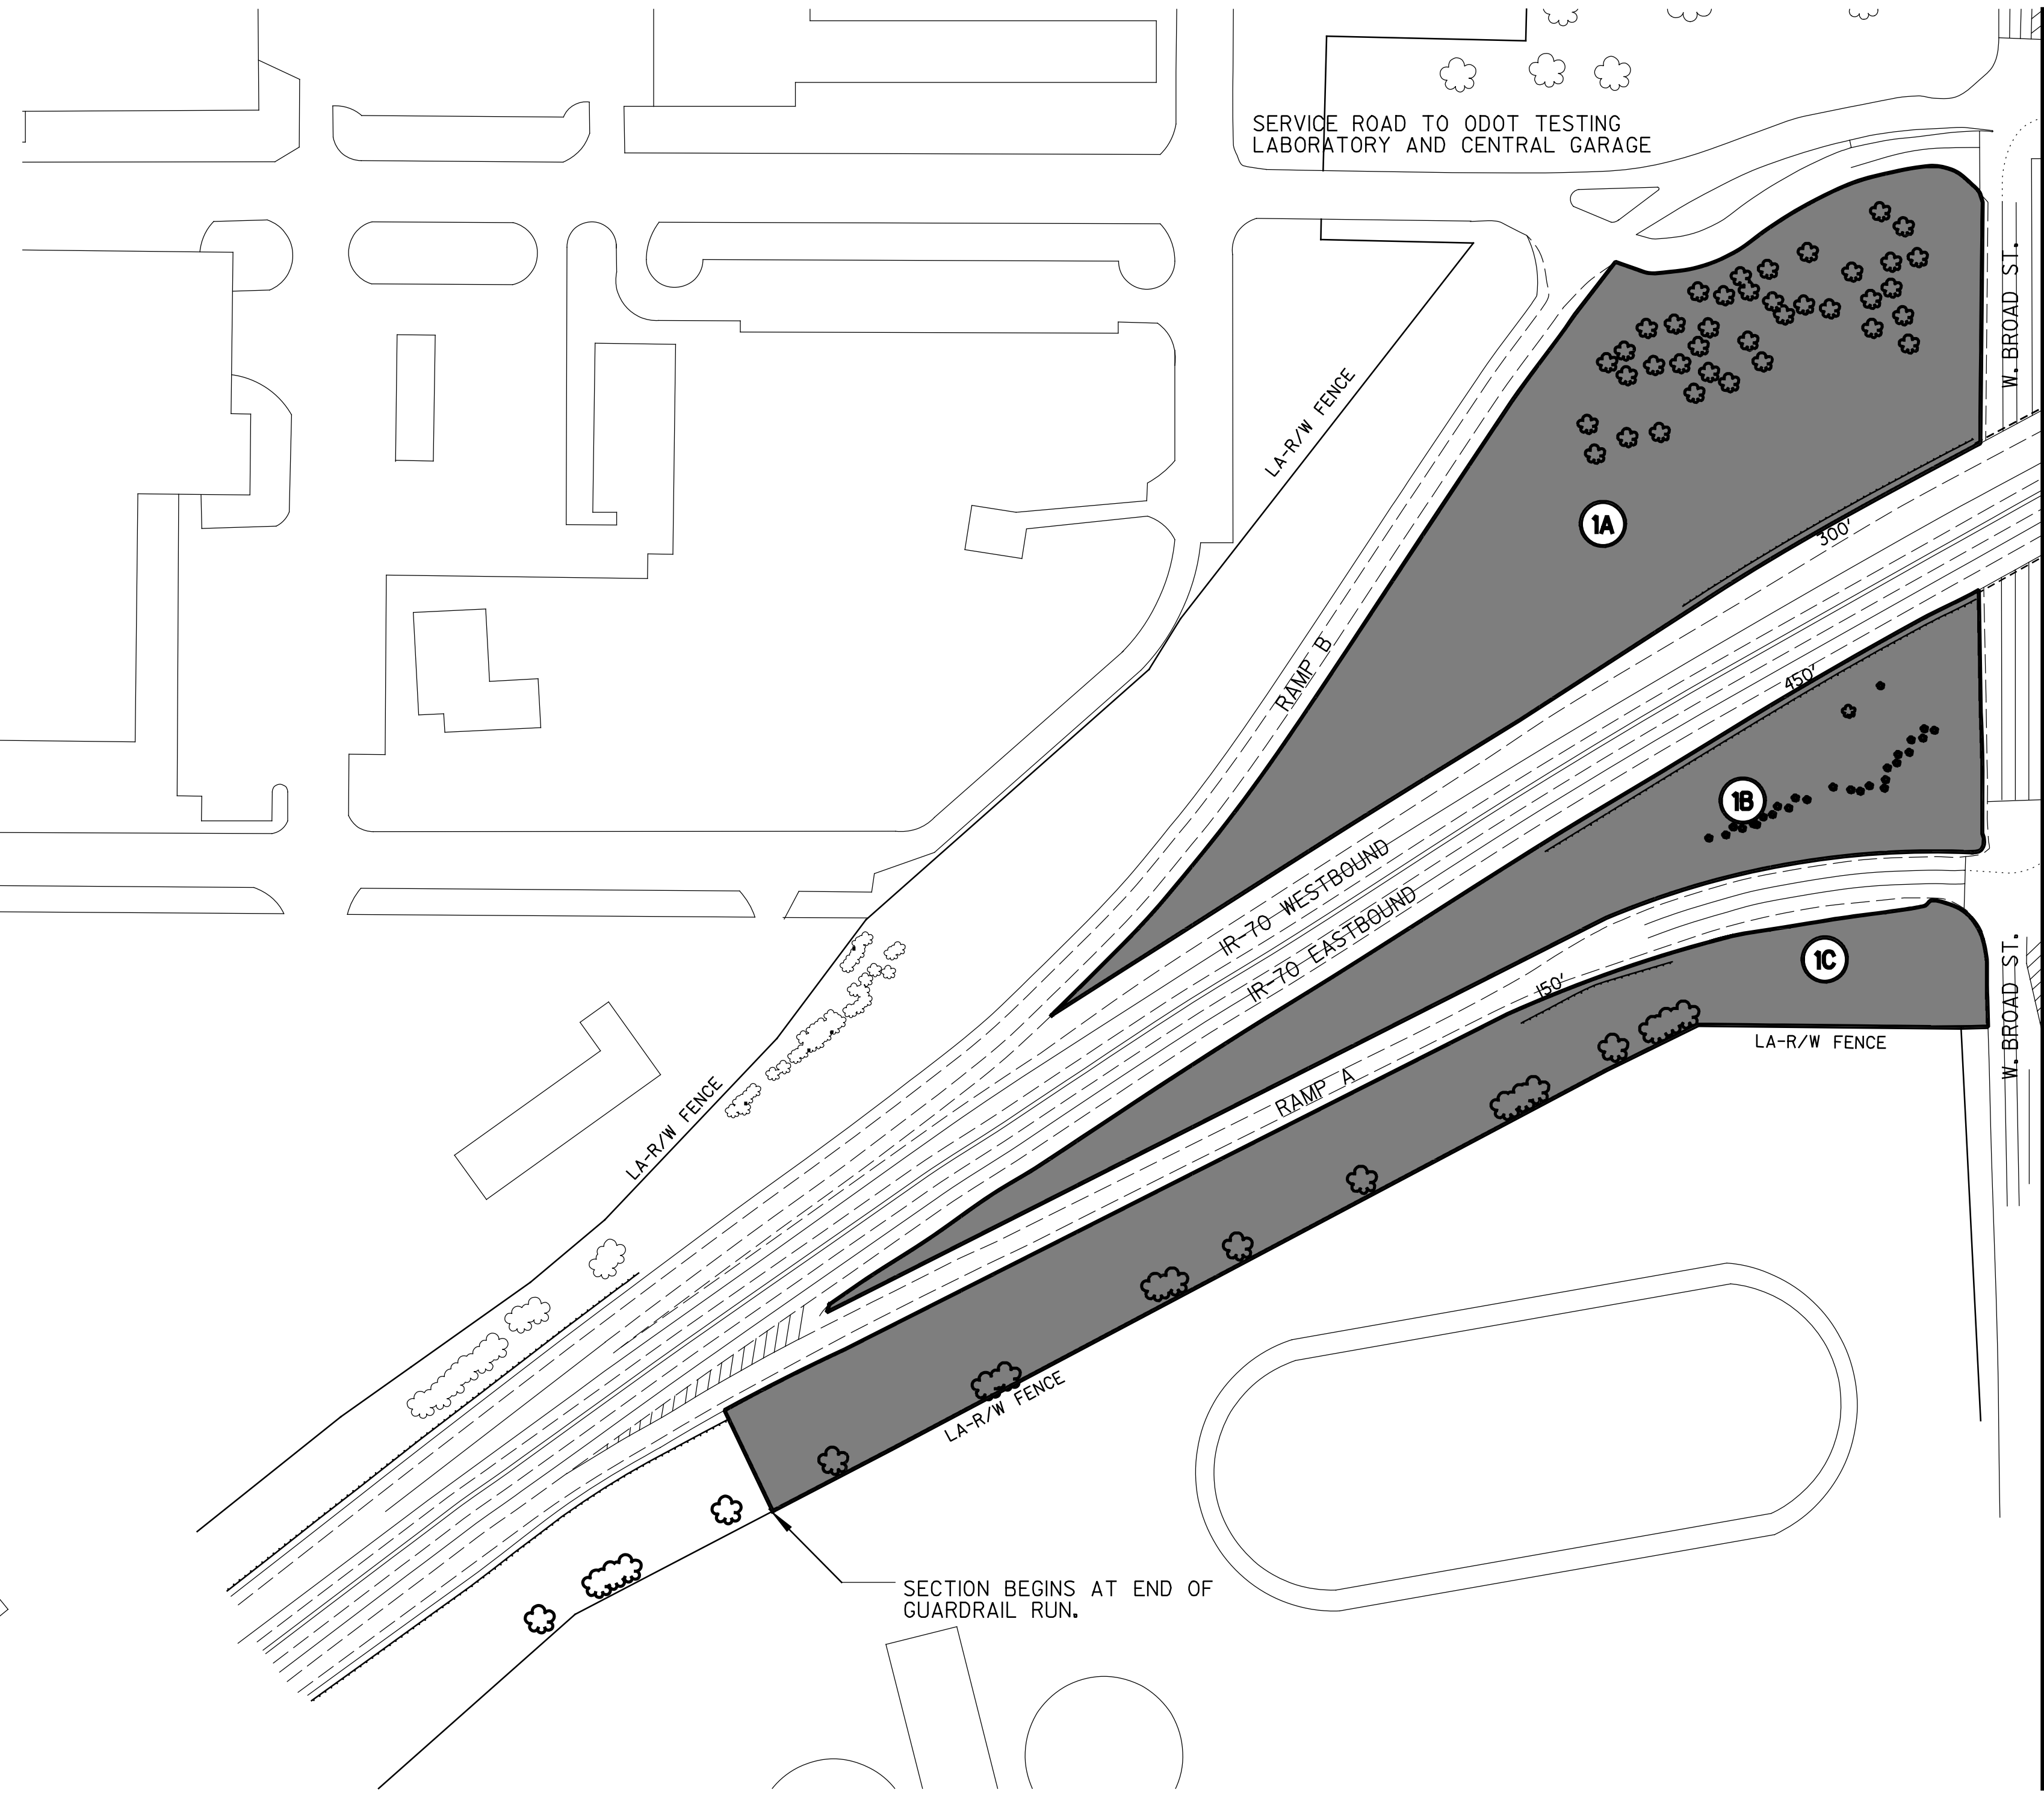 SERVICE ROAD TO ODOT TESTING
LABORATORY AND CENTRAL GARAGE
W. BROAD ST.
LA-R/W FENCE
1A
300'
RAMP B
450'
1B
IR-70 WESTBOUND
IR-70 EASTBOUND
1C
150'
W. BROAD ST.
LA-R/W FENCE
RAMP A
LA-R/W FENCE
LA-R/W FENCE
SECTION BEGINS AT END OF
GUARDRAIL RUN.